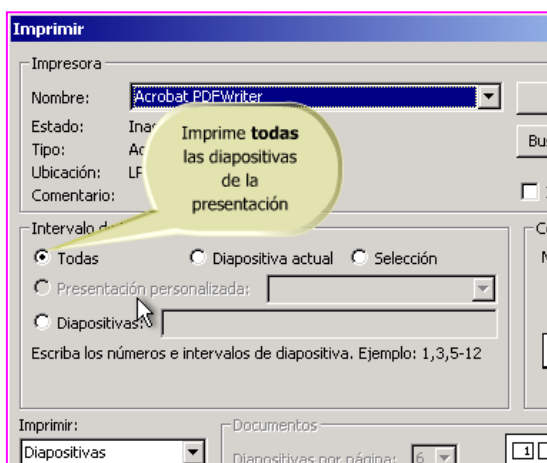 Imprimir
Impresora
Nombre: Acrobat PDFWriter
Estado:
Tipo:
Ubicación:
Comentario:
Imprime todas
las diapositivas
de la
presentación
Intervalo
Todas Diapositiva actual Selección
Presentación personalizada:
Diapositivas:
Escriba los números e intervalos de diapositiva. Ejemplo: 1,3,5-12
Imprimir:
Diapositivas
Documentos
Diapositivas por página: 6
1